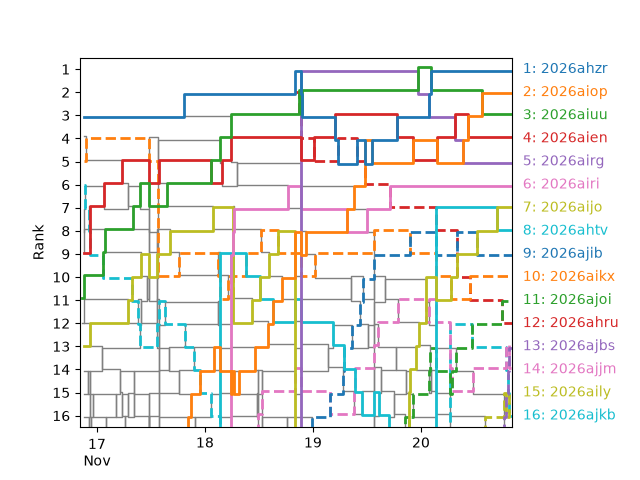 1
2
3
4
5
6
7
8
9
10
11
12
13
14
15
16
Rank
17
18
19
20
Nov
1: 2026ahzr
2: 2026aiop
3: 2026aiuu
4: 2026aien
5: 2026airg
6: 2026airi
7: 2026aijo
8: 2026ahtv
9: 2026ajib
10: 2026aikx
11: 2026ajoi
12: 2026ahru
13: 2026ajbs
14: 2026ajjm
15: 2026aily
16: 2026ajkb